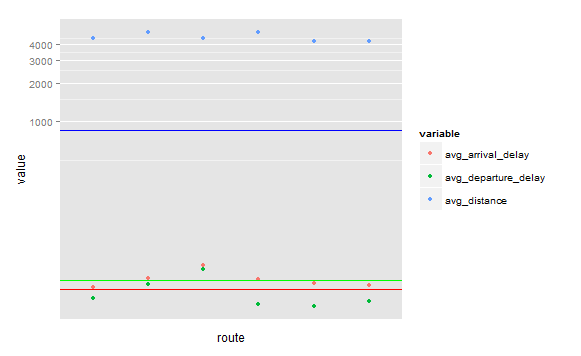 4000
3000
2000
1000
value
route
variable
avg_arrival_delay
avg_departure_delay
avg_distance